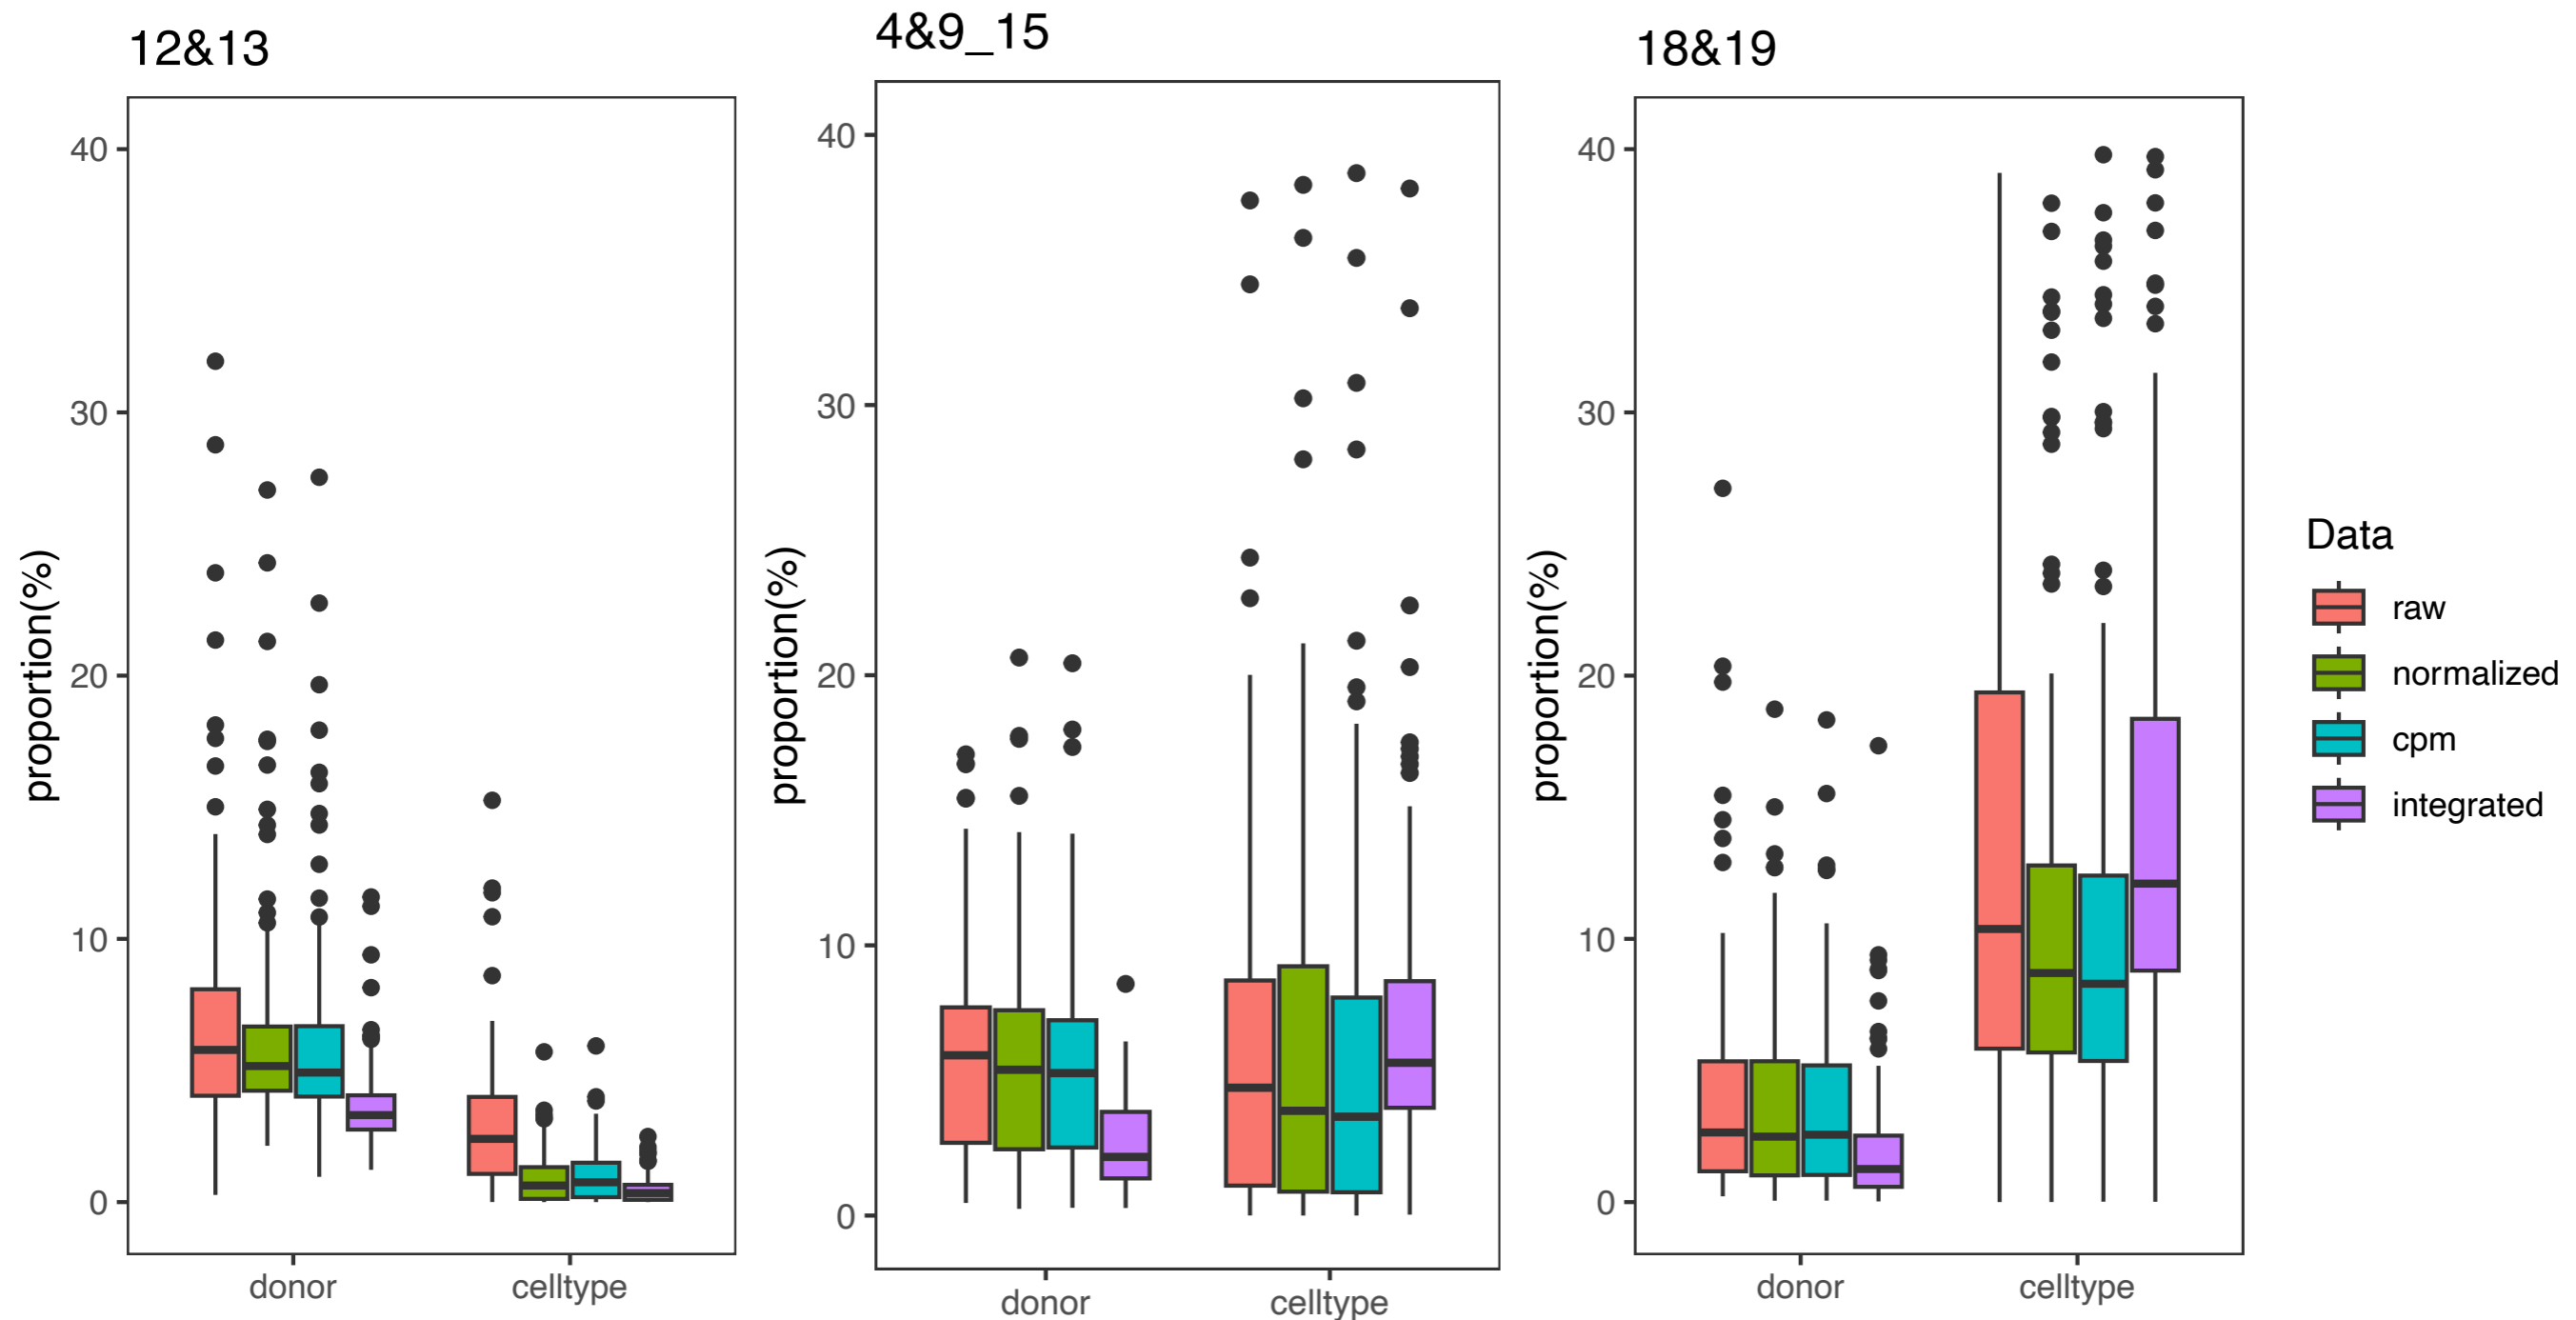 12&13
proportion(%)
40
30
20
10
0
donor
celltype
4&9_15
proportion(%)
40
30
20
10
0
donor
celltype
18&19
proportion(%)
40
30
20
10
0
donor
celltype
Data
raw
normalized
cpm
integrated